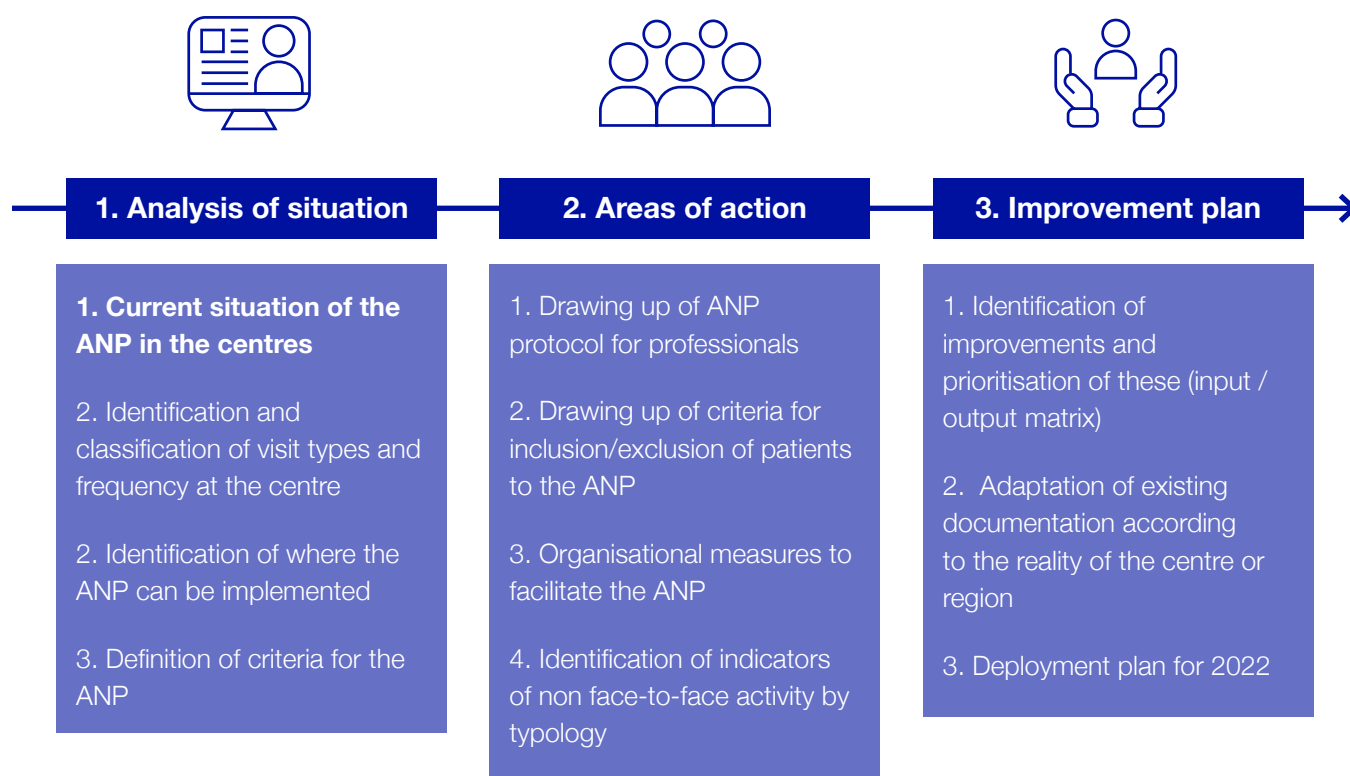 1. Analysis of situation
1. Current situation of the
ANP in the centres
2. Identification and
classification of visit types and
frequency at the centre
2. Identification of where the
ANP can be implemented
3. Definition of criteria for the
ANP
2. Areas of action
1. Drawing up of ANP
protocol for professionals
2. Drawing up of criteria for
inclusion/exclusion of patients
to the ANP
3. Organisational measures to
facilitate the ANP
4. Identification of indicators
of non face-to-face activity by
typology
3. Improvement plan
1. Identification of
improvements and
prioritisation of these (input /
output matrix)
2. Adaptation of existing
documentation according
to the reality of the centre or
region
3. Deployment plan for 2022